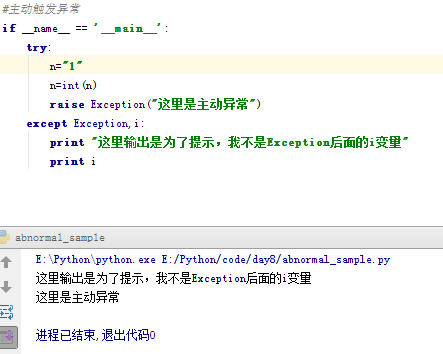 #主动触发异常
if __name__ == '__main__':
    try:
        n="1"
        n=int(n)
        raise Exception("这里是主动异常")
    except Exception,i:
        print "这里输出是为了提示，我不是Exception后面的i变量"
        print i
abnormal_sample
E:\Python\python.exe E:/Python/code/day8/abnormal_sample.py
这里输出是为了提示，我不是Exception后面的i变量
这里是主动异常
进程已结束,退出代码0